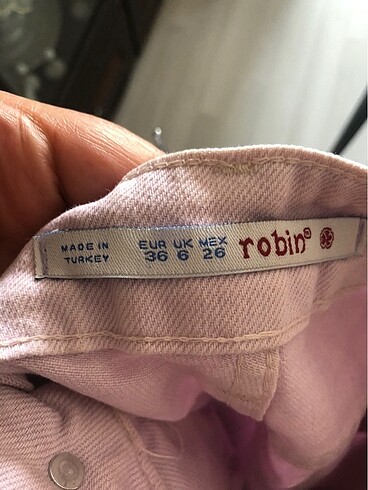 MADE IN
TURKEY
EUR UK MEX
36 6 26
robin